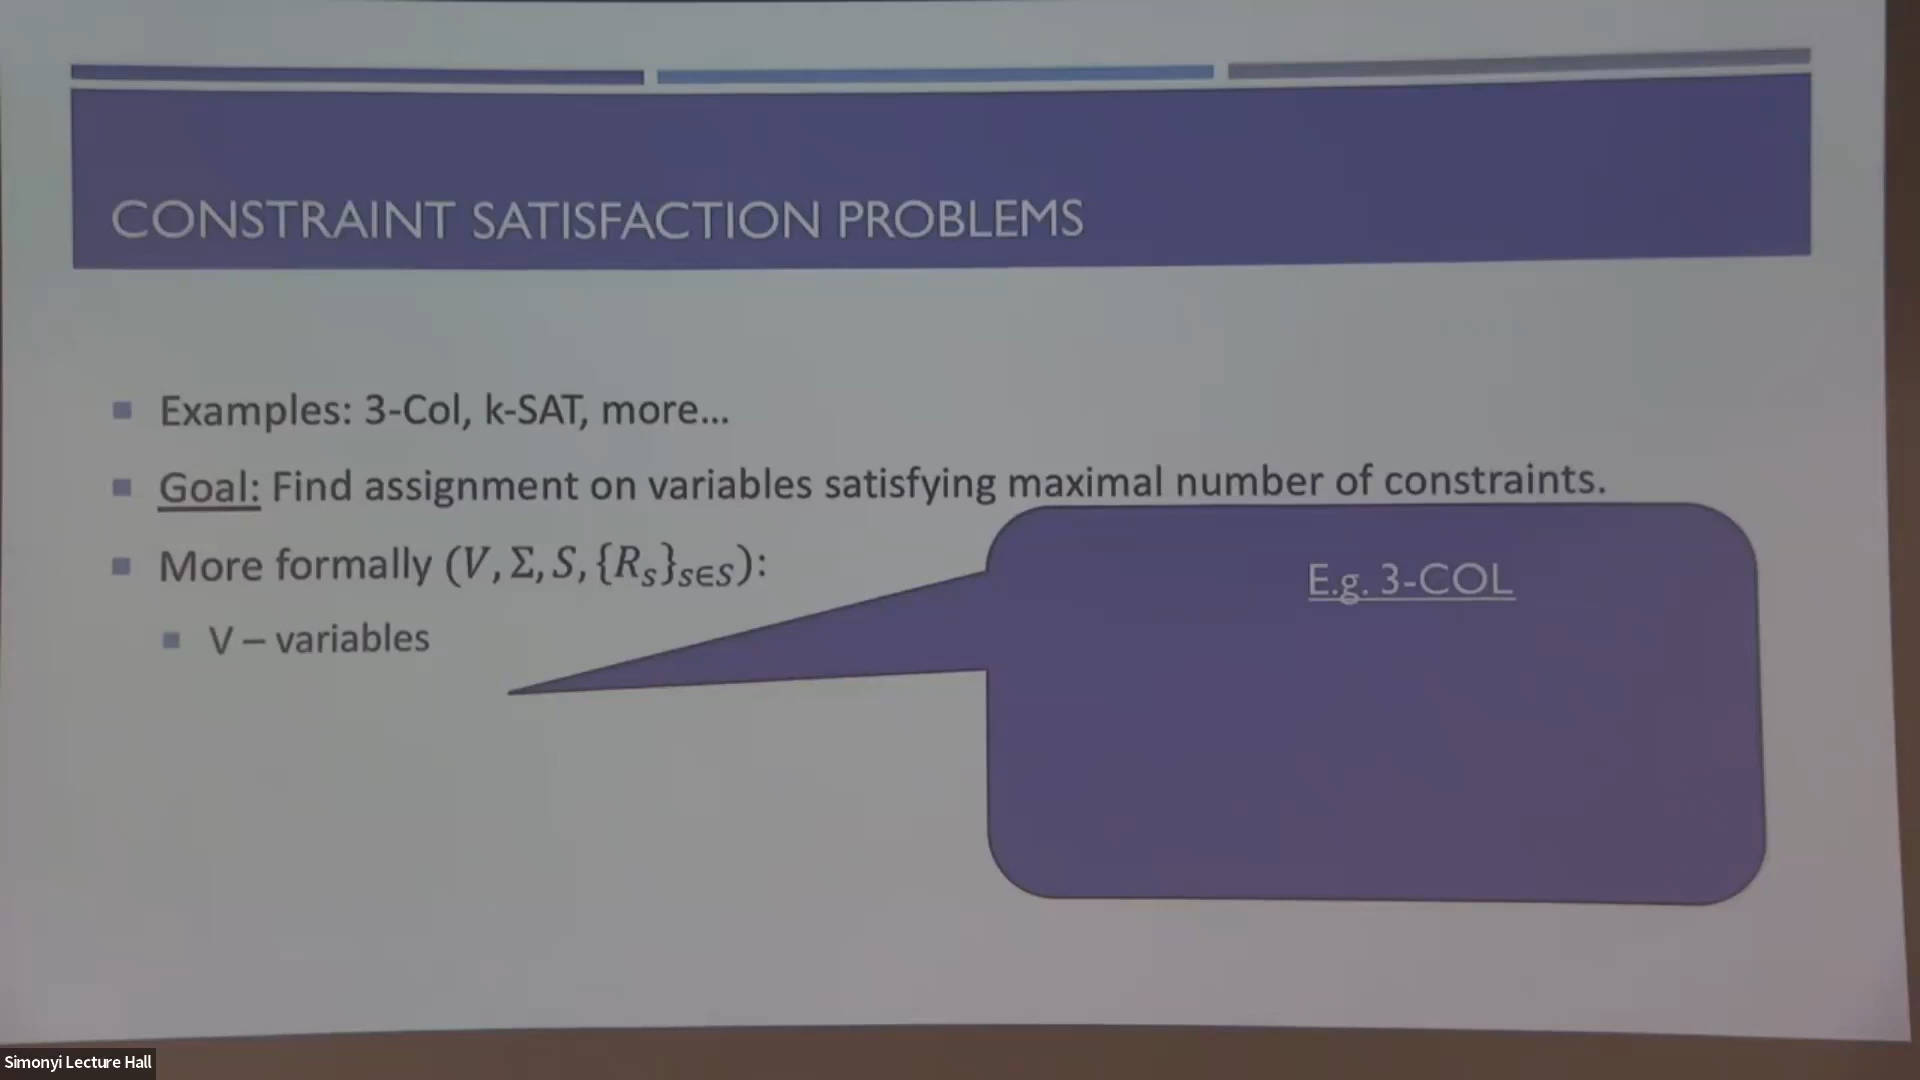 CONSTRAINT SATISFACTION PROBLEMS
Examples: 3-Col, k-SAT, more...
Goal: Find assignment on variables satisfying maximal number of constraints.
More formally (V, Σ, S, {R_s}_{s∈S}):
V – variables
E.g. 3-COL
Simonyi Lecture Hall